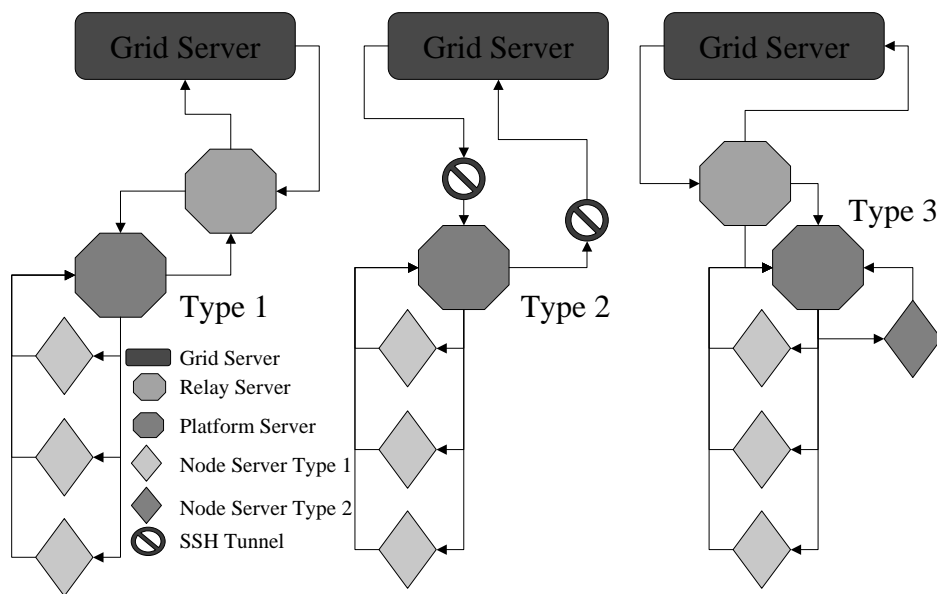 Grid Server
Grid Server
Grid Server
Type 1
Type 2
Type 3
Grid Server
Relay Server
Platform Server
Node Server Type 1
Node Server Type 2
SSH Tunnel